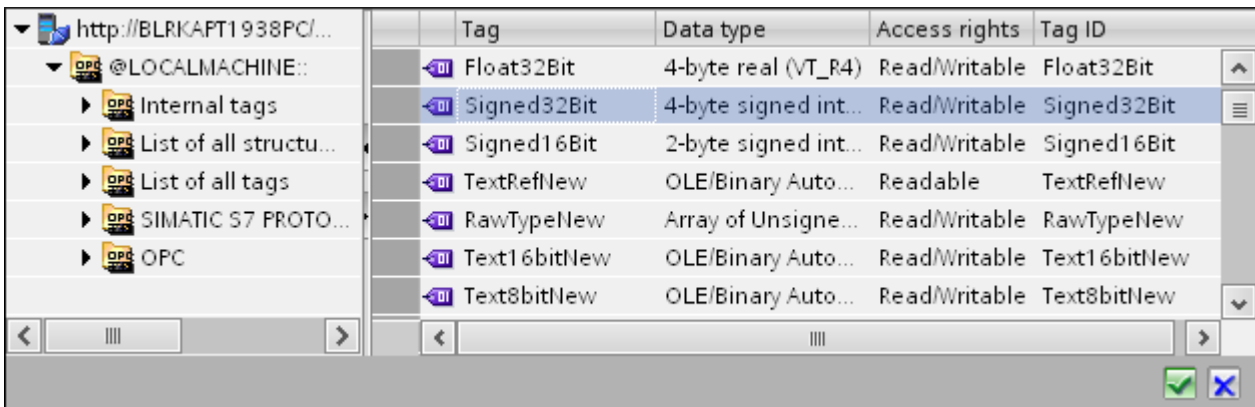 http://BLRKAPT1938PC/...
@LOCALMACHINE::
Internal tags
List of all structu...
List of all tags
SIMATIC S7 PROTO...
OPC
Tag Data type Access rights Tag ID
Float32Bit 4-byte real (VT_R4) Read/Writable Float32Bit
Signed32Bit 4-byte signed int... Read/Writable Signed32Bit
Signed16Bit 2-byte signed int... Read/Writable Signed16Bit
TextRefNew OLE/Binary Auto... Readable TextRefNew
RawTypeNew Array of Unsigne... Read/Writable RawTypeNew
Text16bitNew OLE/Binary Auto... Read/Writable Text16bitNew
Text8bitNew OLE/Binary Auto... Read/Writable Text8bitNew